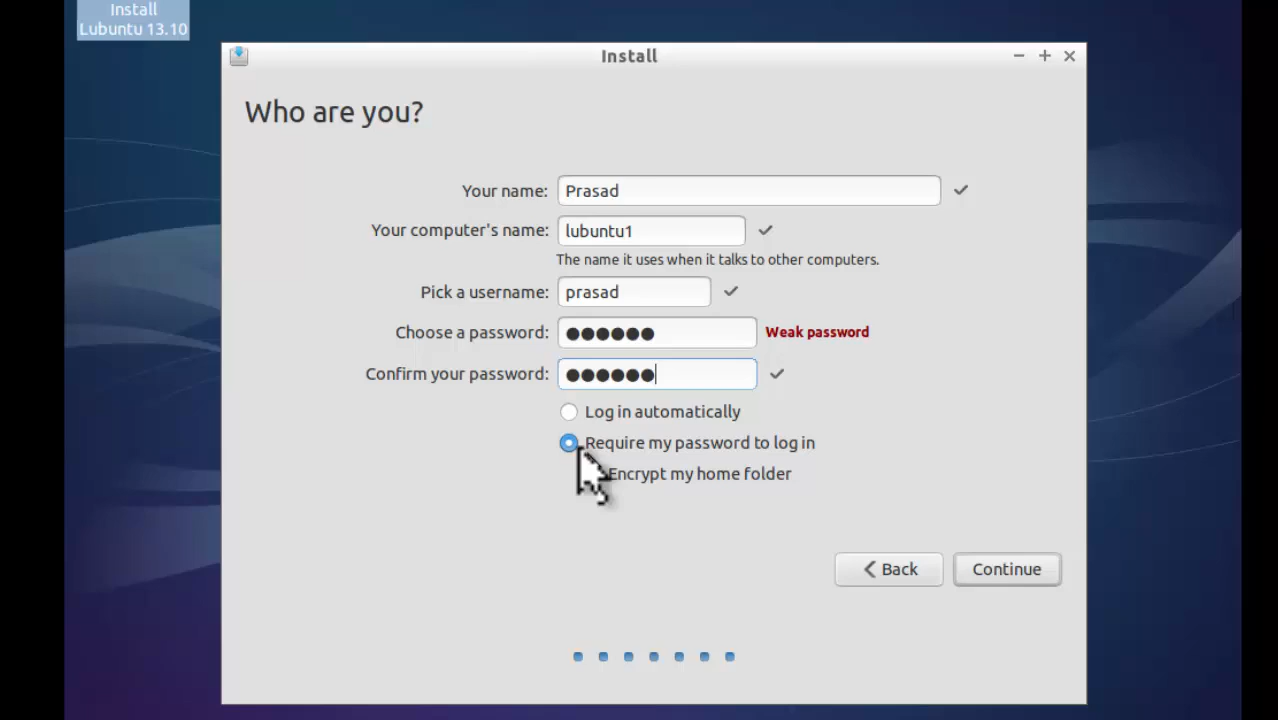 Install
Lubuntu 13.10
Install
Who are you?
Your name: Prasad
Your computer's name: lubuntu1
The name it uses when it talks to other computers.
Pick a username: prasad
Choose a password: ●●●●●● Weak password
Confirm your password: ●●●●●●
Log in automatically
Require my password to log in
Encrypt my home folder
Back Continue